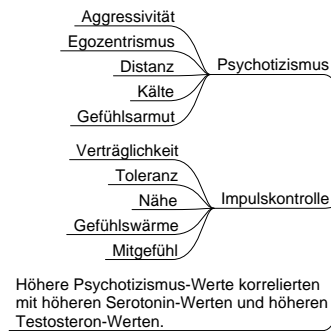 Aggressivität
Egozentrismus
Distanz
Kälte
Gefühlsarmut
Psychotizismus
Verträglichkeit
Toleranz
Nähe
Gefühlswärme
Mitgefühl
Impulskontrolle
Höhere Psychotizismus-Werte korrelierten
mit höheren Serotonin-Werten und höheren
Testosteron-Werten.